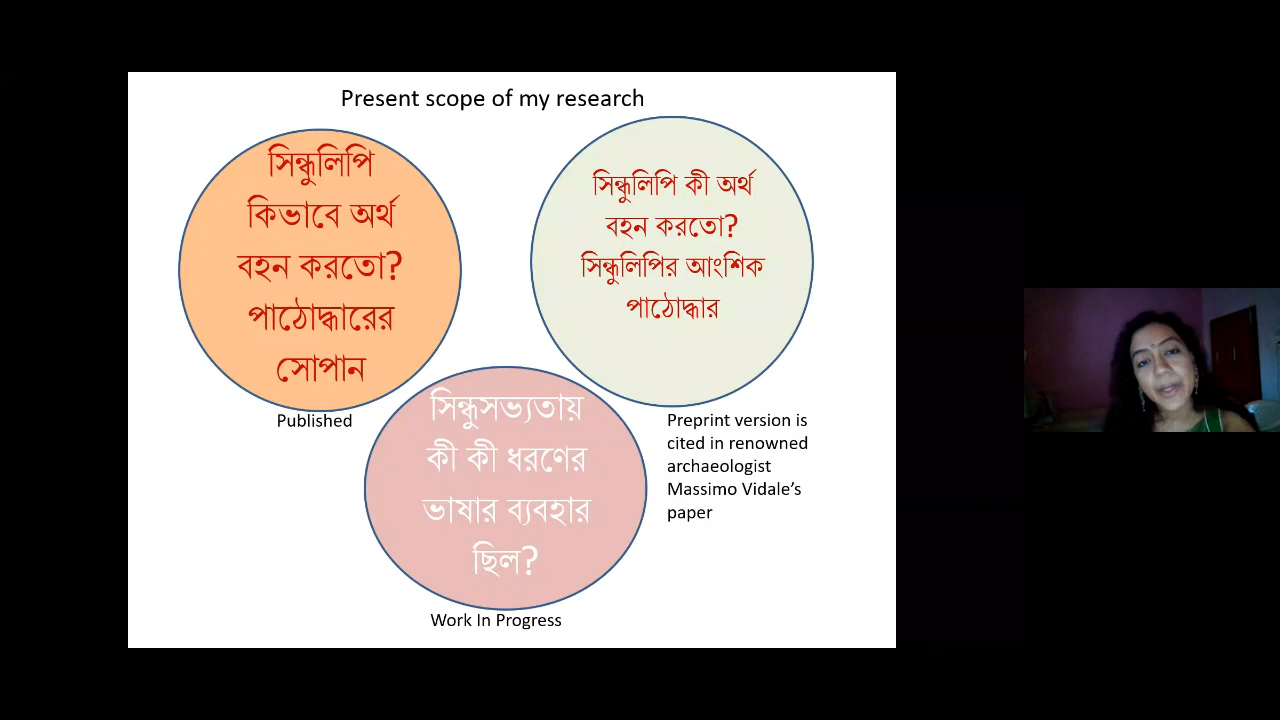 Present scope of my research
সিন্ধুলিপি
কিভাবে অর্থ
বহন করতো?
পাঠোদ্ধারের
সোপান
Published
সিন্ধুলিপি কী অর্থ
বহন করতো?
সিন্ধুলিপির আংশিক
পাঠোদ্ধার
Preprint version is
cited in renowned
archaeologist
Massimo Vidale’s
paper
সিন্ধুসভ্যতায়
কী কী ধরণের
ভাষার ব্যবহার
ছিল?
Work In Progress